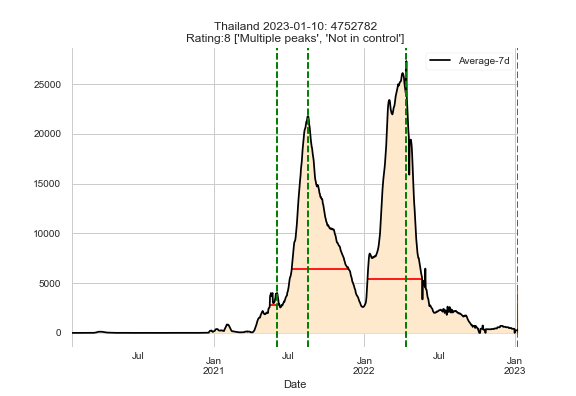 Thailand 2023-01-10: 4752782
Rating:8 ['Multiple peaks', 'Not in control']
Average-7d
25000
20000
15000
10000
5000
0
Jul
Jan
2021
Jul
Jan
2022
Jul
Jan
2023
Date